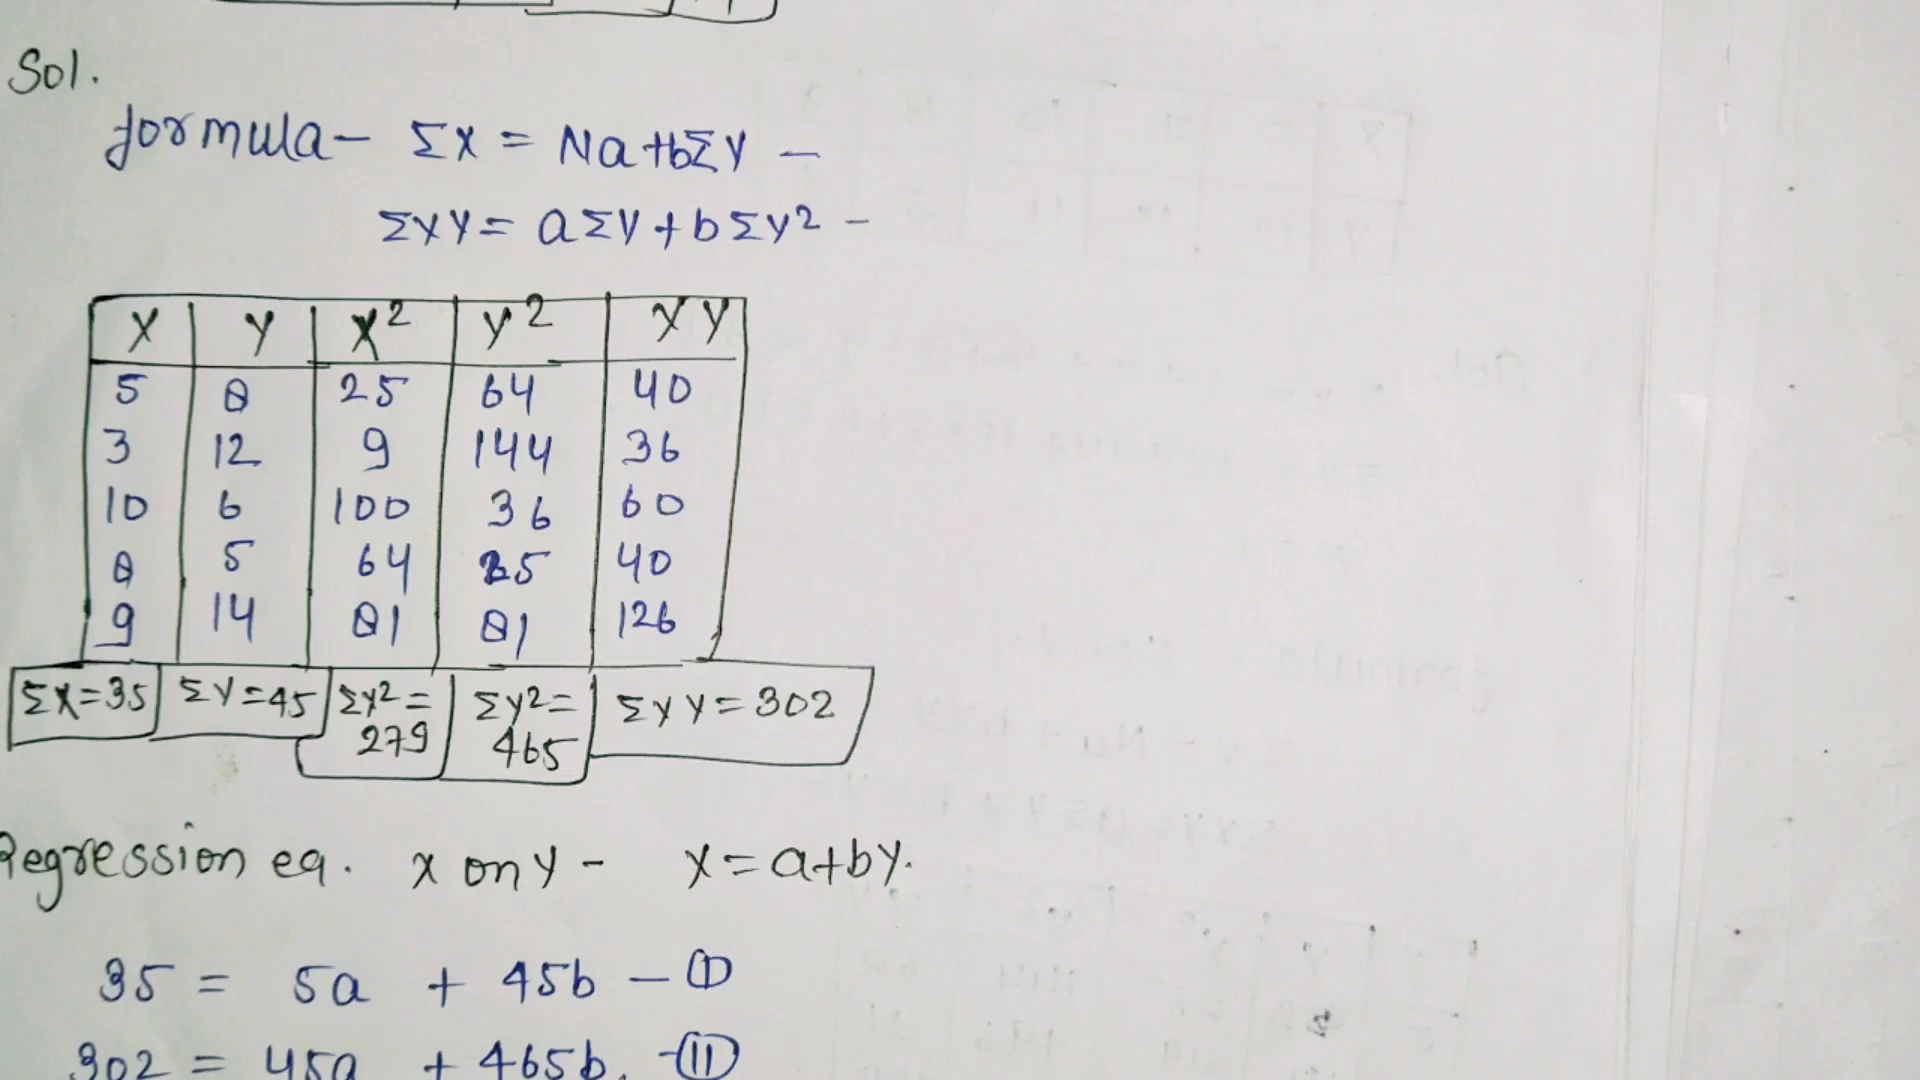 Sol.
formula- ΣX = Na+bΣY -
ΣXY = aΣY + bΣY² -
X Y X² Y² XY
5 8 25 64 40
3 12 9 144 36
10 6 100 36 60
8 5 64 25 40
9 14 81 81 126
ΣX=35 ΣY=45 ΣY²=279 ΣY²=465 ΣXY=302
Regression eq. X on Y - X=a+bY.
35 = 5a + 45b - (I)
302 = 45a + 465b. - (II)